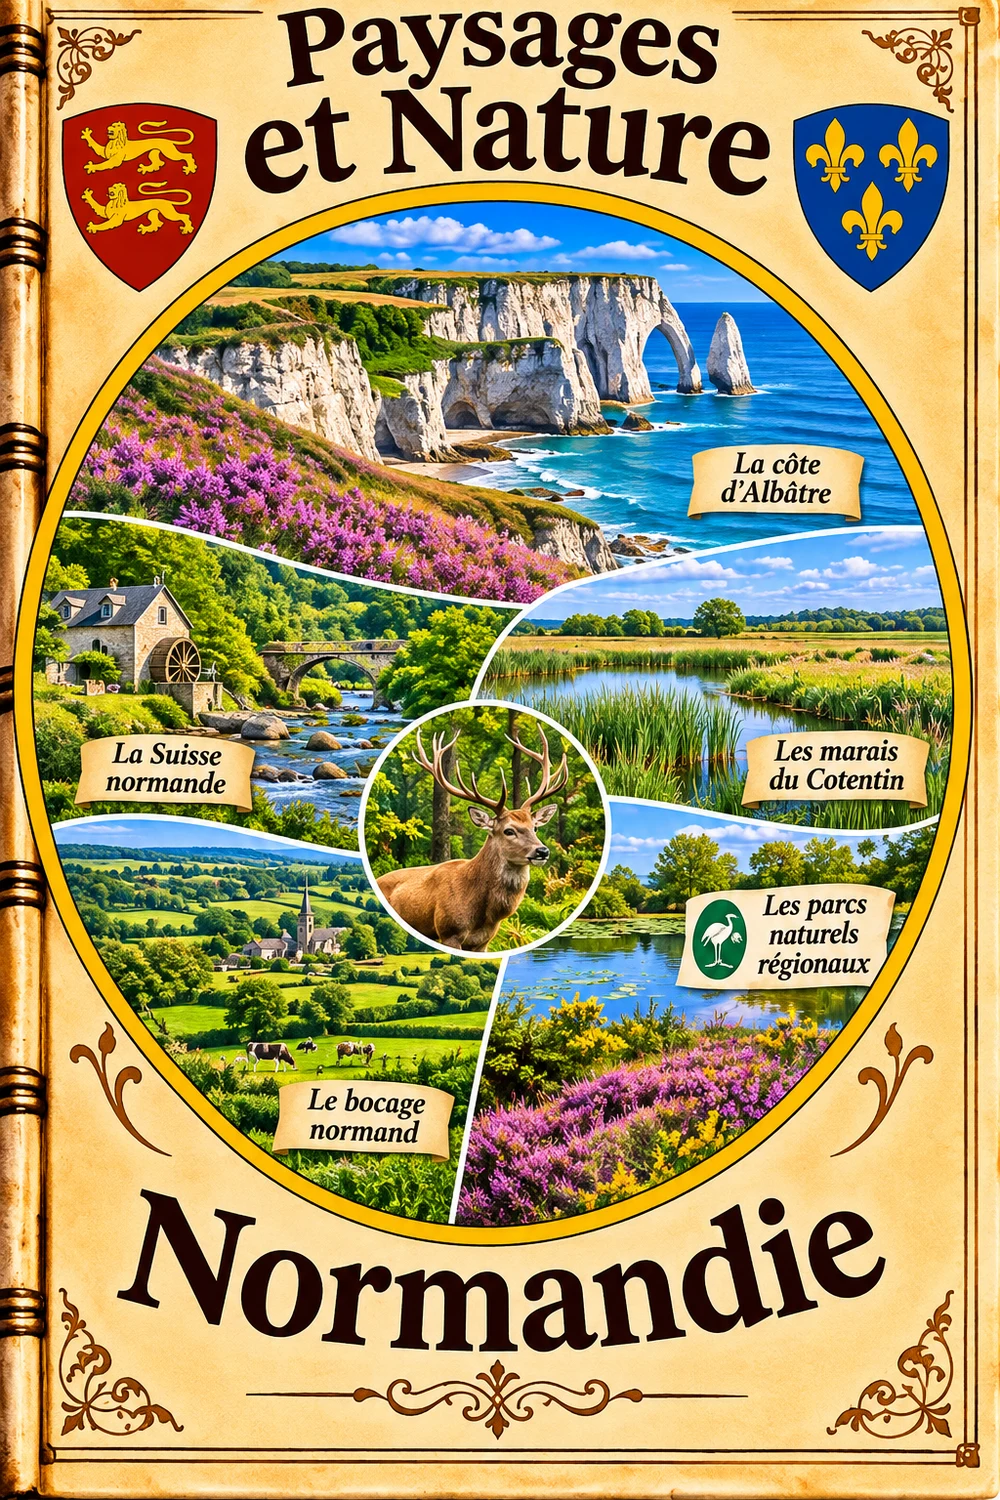 Paysages
et Nature
La côte
d'Albâtre
La Suisse
normande
Les marais
du Cotentin
Les parcs
naturels
régionaux
Le bocage
normand
Normandie